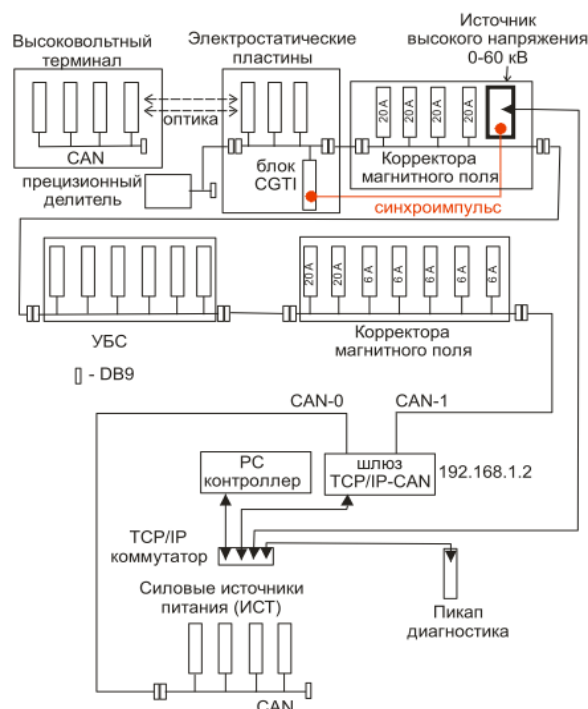 Источник
высокого напряжения
0-60 кВ
Высоковольтный
терминал
Электростатические
пластины
оптика
CAN
20 А
20 А
20 А
20 А
прецизионный
делитель
блок
CGTI
Корректора
магнитного поля
синхроимпульс
20 А
20 А
6 А
6 А
6 А
6 А
6 А
УБС
Корректора
магнитного поля
- DB9
CAN-0
CAN-1
PC
контроллер
шлюз
TCP/IP-CAN
192.168.1.2
TCP/IP
коммутатор
Силовые источники
питания (ИСТ)
Пикап
диагностика
CAN